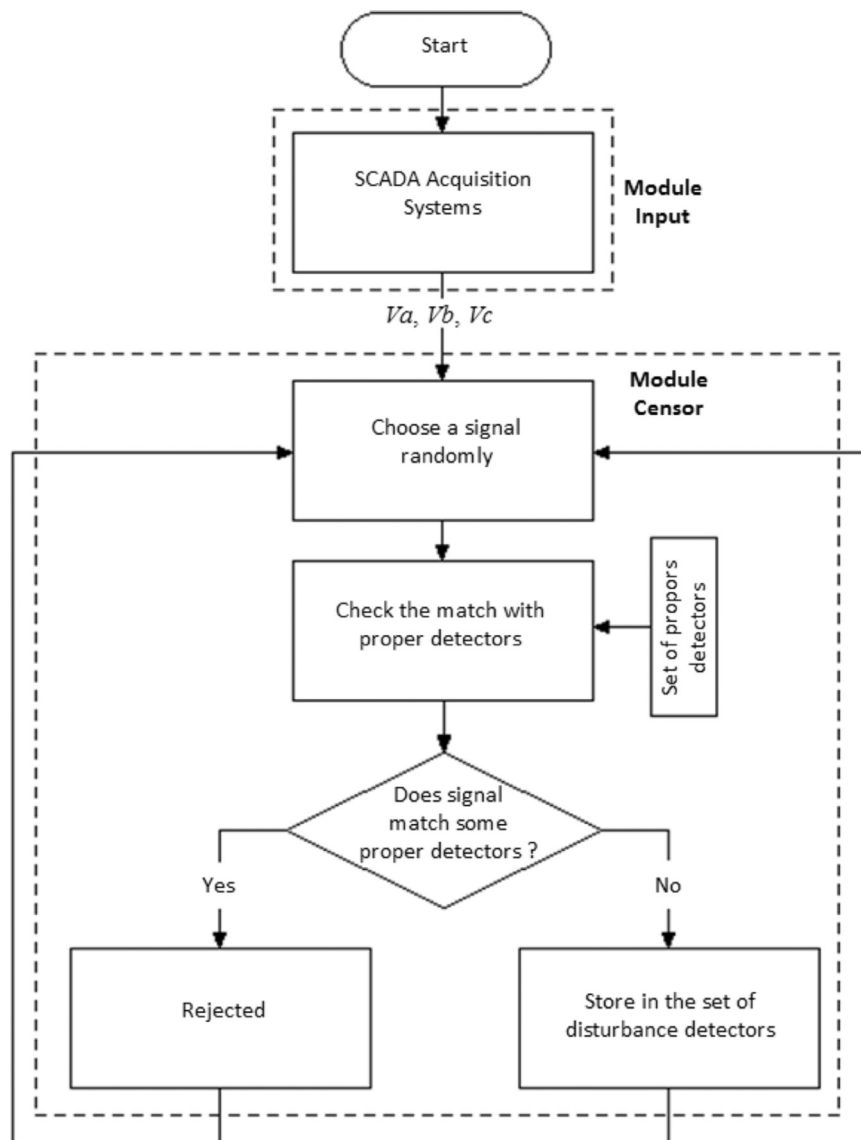 Start
SCADA Acquisition
Systems
Module
Input
Va, Vb, Vc
Module
Censor
Choose a signal
randomly
Check the match with
proper detectors
Set of propors
detectors
Does signal
match some
proper detectors ?
Yes
No
Rejected
Store in the set of
disturbance detectors